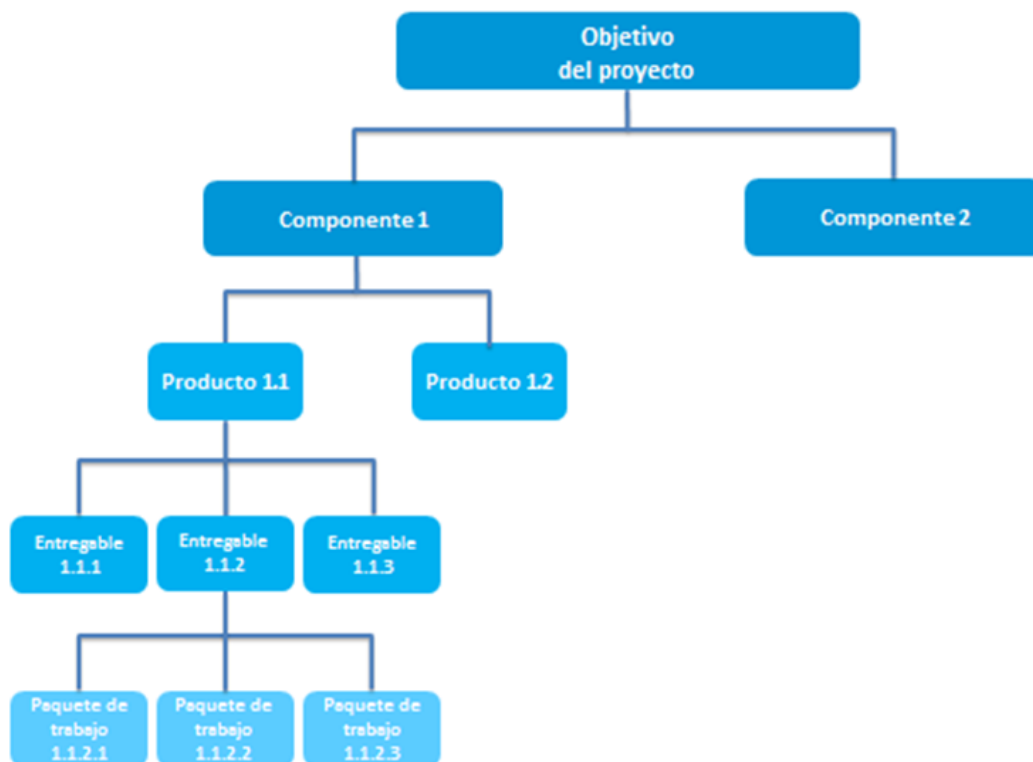 Objetivo
del proyecto
Componente 1
Componente 2
Producto 1.1
Producto 1.2
Entregable
1.1.1
Entregable
1.1.2
Entregable
1.1.3
Paquete de
trabajo
1.1.2.1
Paquete de
trabajo
1.1.2.2
Paquete de
trabajo
1.1.2.3